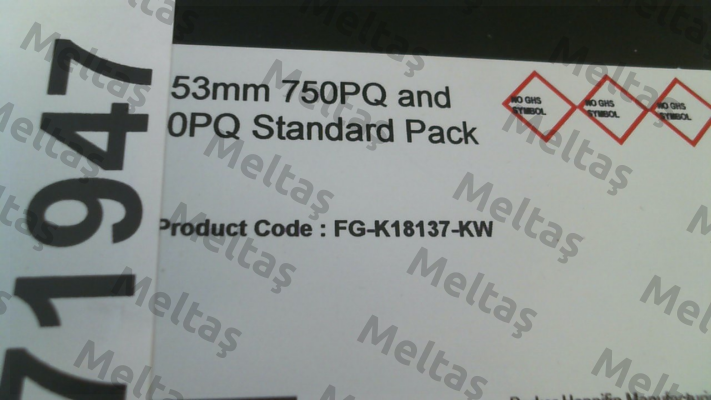 71947
53mm 750PQ and
0PQ Standard Pack
NO GHS
SYMBOL
NO GHS
SYMBOL
NO GHS
SYMBOL
Product Code : FG-K18137-KW
Meltaş